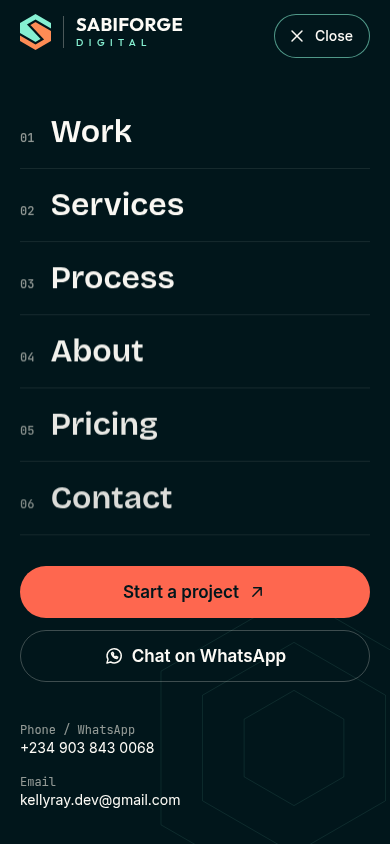 SABIFORGE
DIGITAL
Close
01 Work
02 Services
03 Process
04 About
05 Pricing
06 Contact
Start a project
Chat on WhatsApp
Phone / WhatsApp
+234 903 843 0068
Email
kellyray.dev@gmail.com